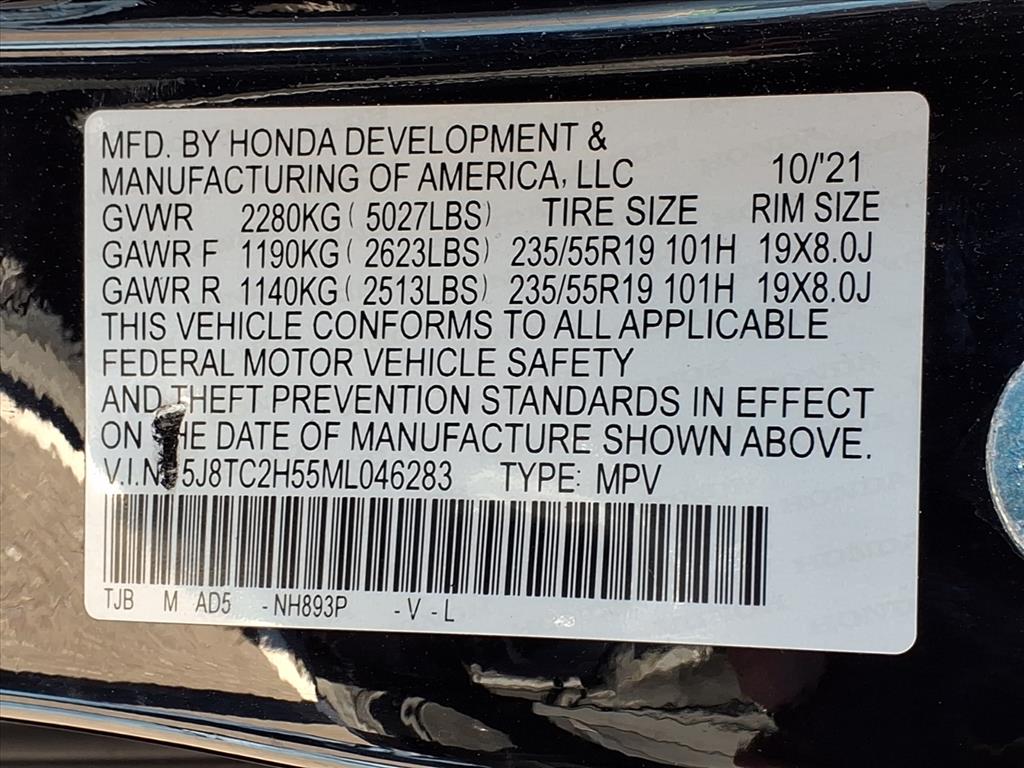 MFD. BY HONDA DEVELOPMENT &
MANUFACTURING OF AMERICA, LLC 10/'21
GVWR 2280KG ( 5027LBS) TIRE SIZE RIM SIZE
GAWR F 1190KG ( 2623LBS) 235/55R19 101H 19X8.0J
GAWR R 1140KG ( 2513LBS) 235/55R19 101H 19X8.0J
THIS VEHICLE CONFORMS TO ALL APPLICABLE
FEDERAL MOTOR VEHICLE SAFETY
AND THEFT PREVENTION STANDARDS IN EFFECT
ON THE DATE OF MANUFACTURE SHOWN ABOVE.
V.I.N 5J8TC2H55ML046283 TYPE: MPV
TJB M AD5 -NH893P - V - L